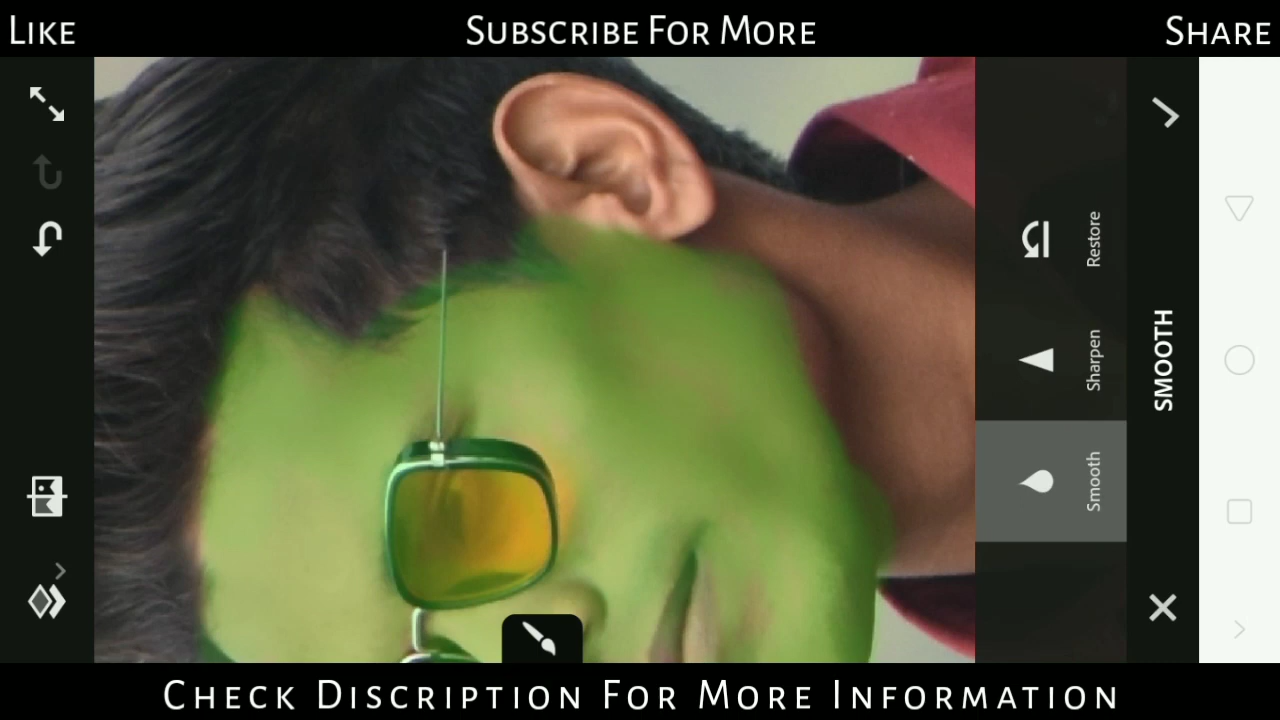 LIKE
SUBSCRIBE FOR MORE
SHARE
Restore
Sharpen
Smooth
SMOOTH
CHECK DISCRIPTION FOR MORE INFORMATION